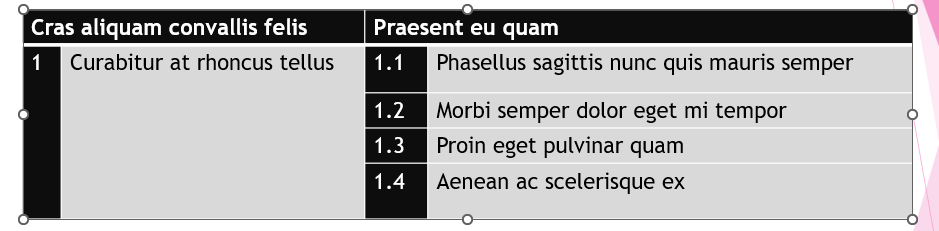 Cras aliquam convallis felis Praesent eu quam
1 Curabitur at rhoncus tellus 1.1 Phasellus sagittis nunc quis mauris semper
1.2 Morbi semper dolor eget mi tempor
1.3 Proin eget pulvinar quam
1.4 Aenean ac scelerisque ex